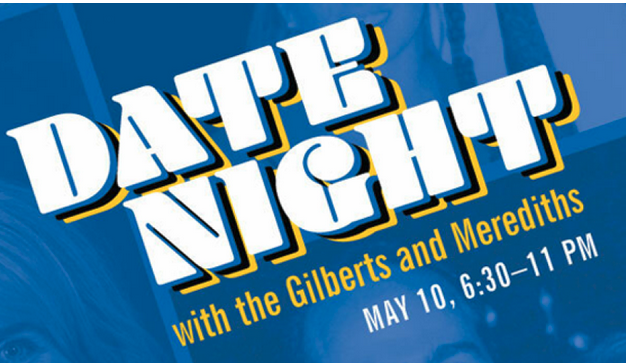 DATE
NIGHT
with the Gilberts and Merediths
MAY 10, 6:30–11 PM